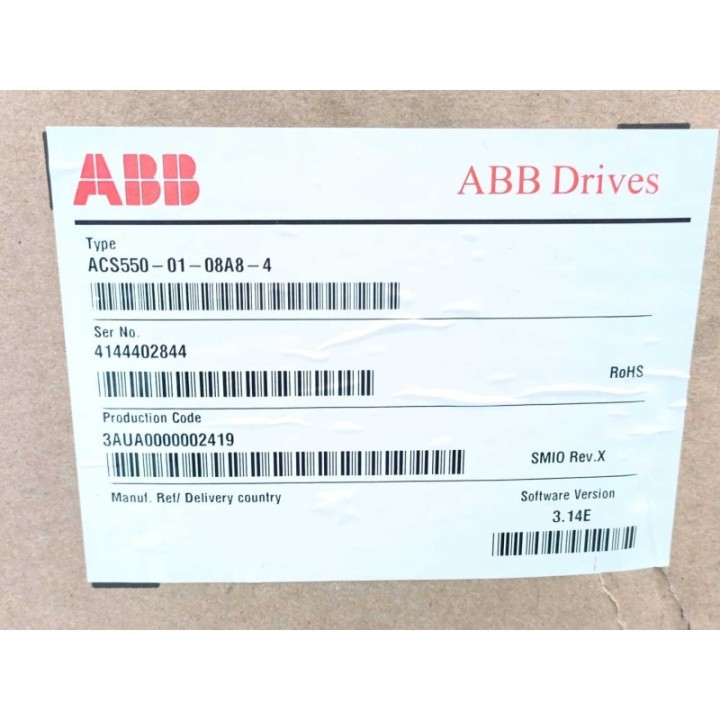 ABB
ABB Drives
Type
ACS550-01-08A8-4
Ser No.
4144402844
RoHS
Production Code
3AUA0000002419
SMIO Rev.X
Manuf. Ref/ Delivery country
Software Version
3.14E